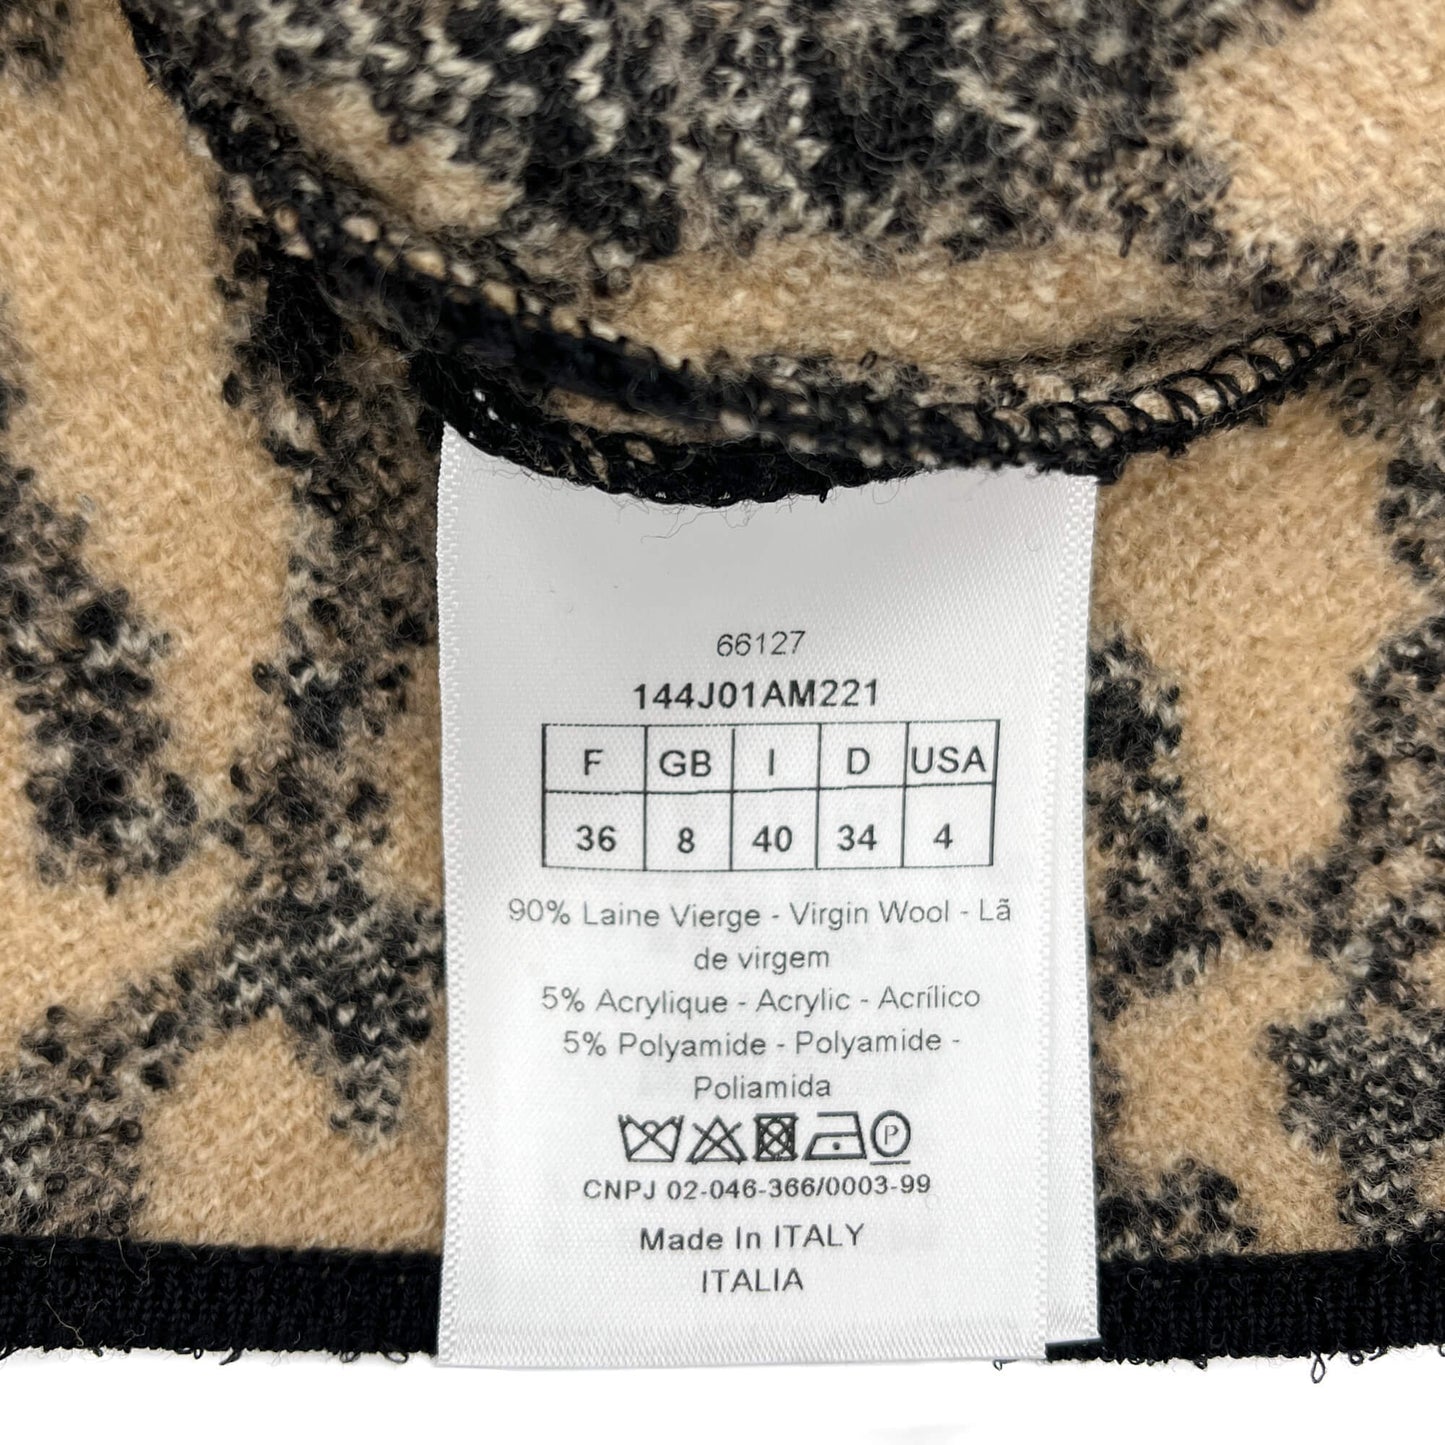 66127
144J01AM221
F GB I D USA
36 8 40 34 4
90% Laine Vierge - Virgin Wool - Lã
de virgem
5% Acrylique - Acrylic - Acrílico
5% Polyamide - Polyamide -
Poliamida
P
CNPJ 02-046-366/0003-99
Made In ITALY
ITALIA